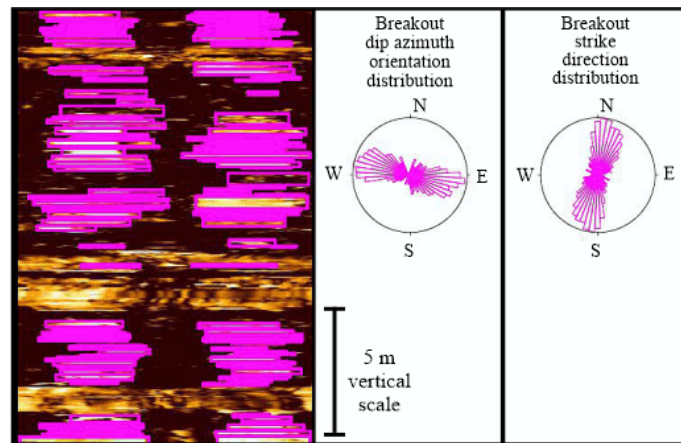 Breakout
dip azimuth
orientation
distribution
N
W
E
S
Breakout
strike
direction
distribution
N
W
E
S
5 m
vertical
scale